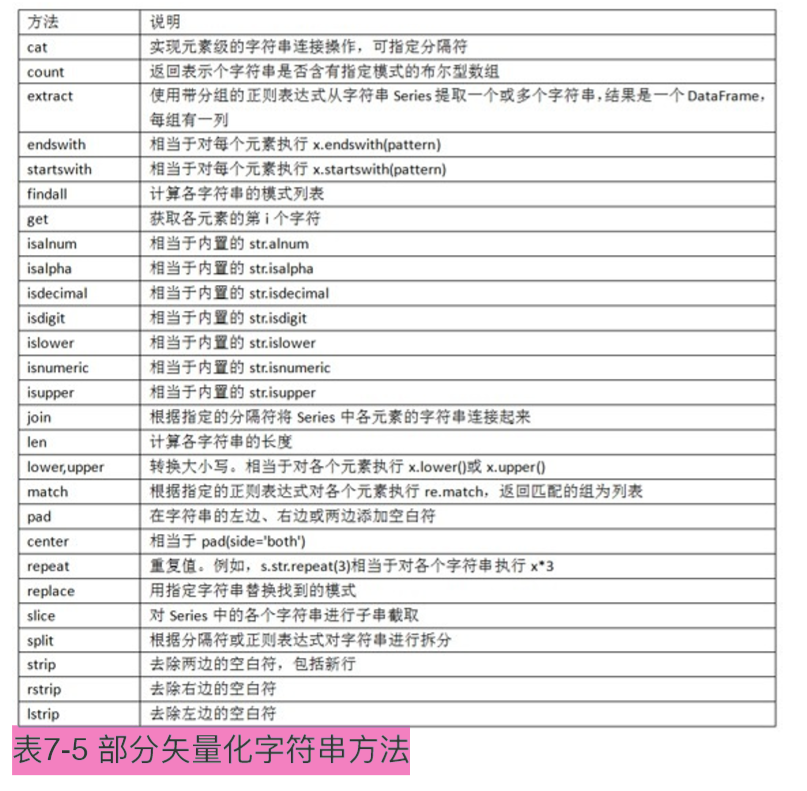 方法 说明
cat 实现元素级的字符串连接操作，可指定分隔符
count 返回表示个字符串是否含有指定模式的布尔型数组
extract 使用带分组的正则表达式从字符串 Series 提取一个或多个字符串，结果是一个 DataFrame，
每组有一列
endswith 相当于对每个元素执行 x.endswith(pattern)
startswith 相当于对每个元素执行 x.startswith(pattern)
findall 计算各字符串的模式列表
get 获取各元素的第 i 个字符
isalnum 相当于内置的 str.alnum
isalpha 相当于内置的 str.isalpha
isdecimal 相当于内置的 str.isdecimal
isdigit 相当于内置的 str.isdigit
islower 相当于内置的 str.islower
isnumeric 相当于内置的 str.isnumeric
isupper 相当于内置的 str.isupper
join 根据指定的分隔符将 Series 中各元素的字符串连接起来
len 计算各字符串的长度
lower,upper 转换大小写。相当于对各个元素执行 x.lower()或 x.upper()
match 根据指定的正则表达式对各个元素执行 re.match，返回匹配的组为列表
pad 在字符串的左边、右边或两边添加空白符
center 相当于 pad(side='both')
repeat 重复值。例如，s.str.repeat(3)相当于对各个字符串执行 x*3
replace 用指定字符串替换找到的模式
slice 对 Series 中的各个字符串进行子串截取
split 根据分隔符或正则表达式对字符串进行拆分
strip 去除两边的空白符，包括新行
rstrip 去除右边的空白符
lstrip 去除左边的空白符
表7-5 部分矢量化字符串方法